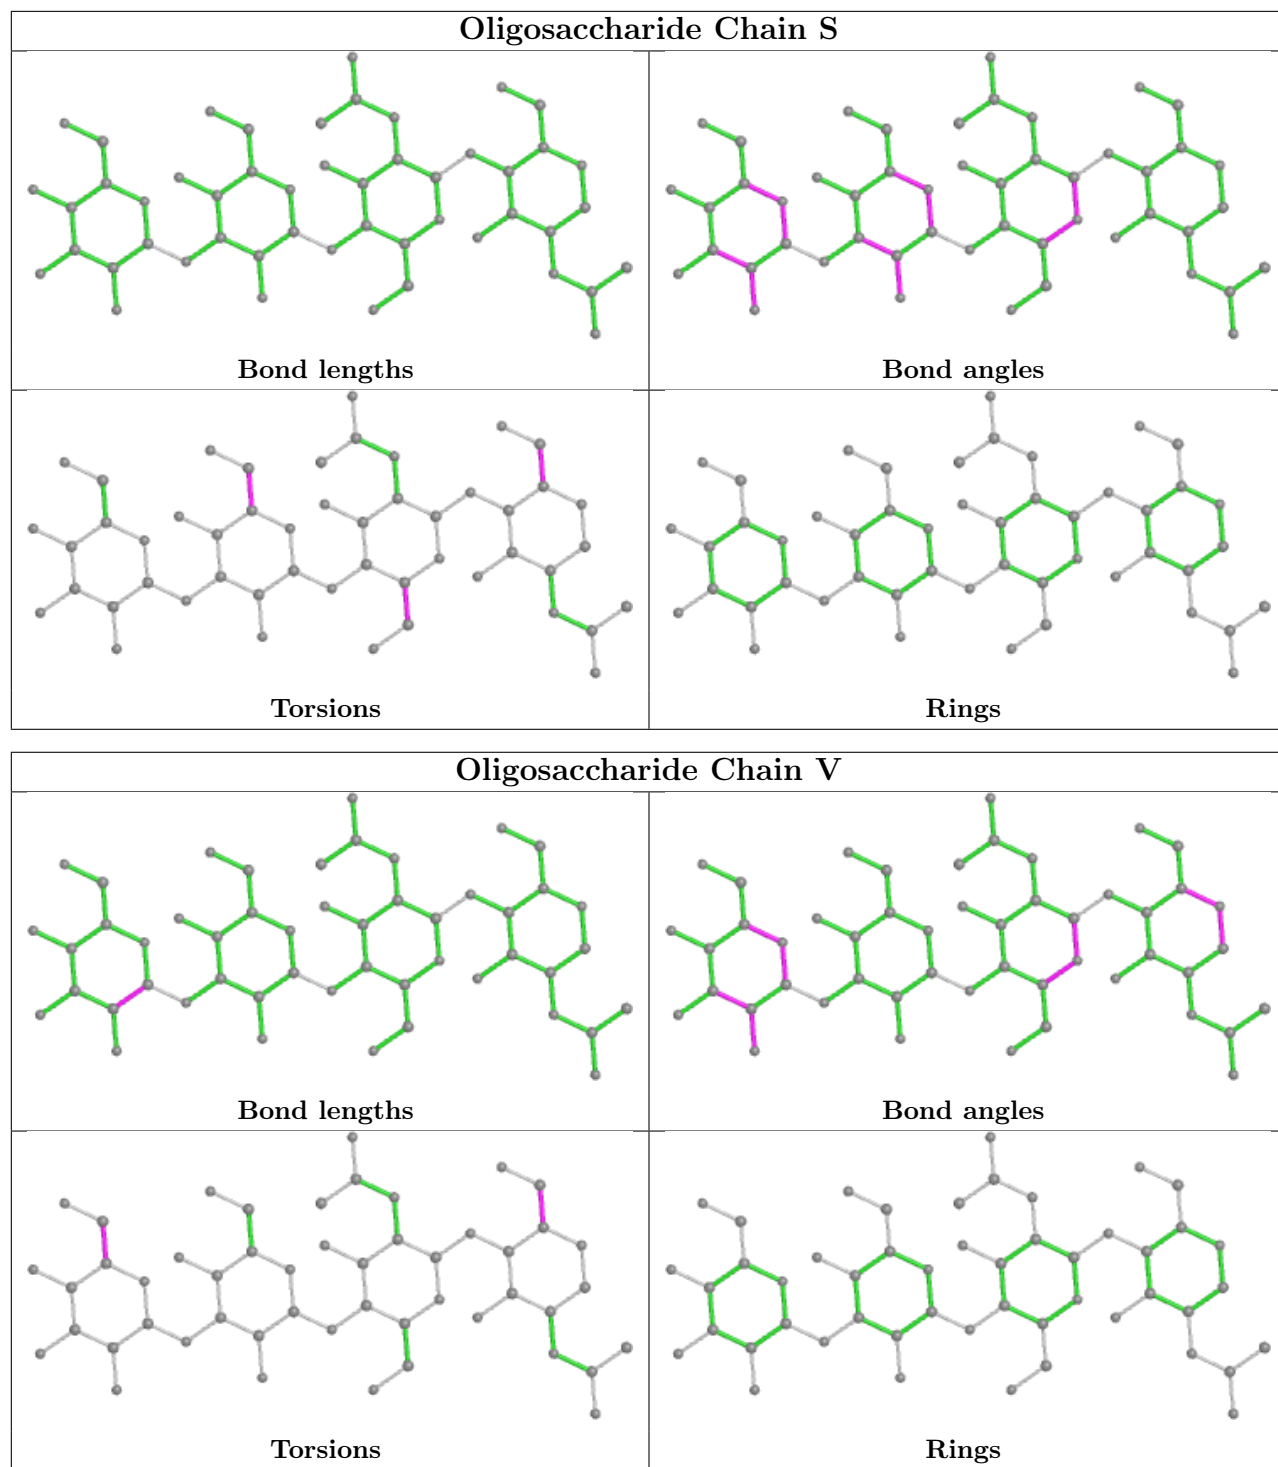 Oligosaccharide Chain S
Bond lengths
Bond angles
Torsions
Rings
Oligosaccharide Chain V
Bond lengths
Bond angles
Torsions
Rings